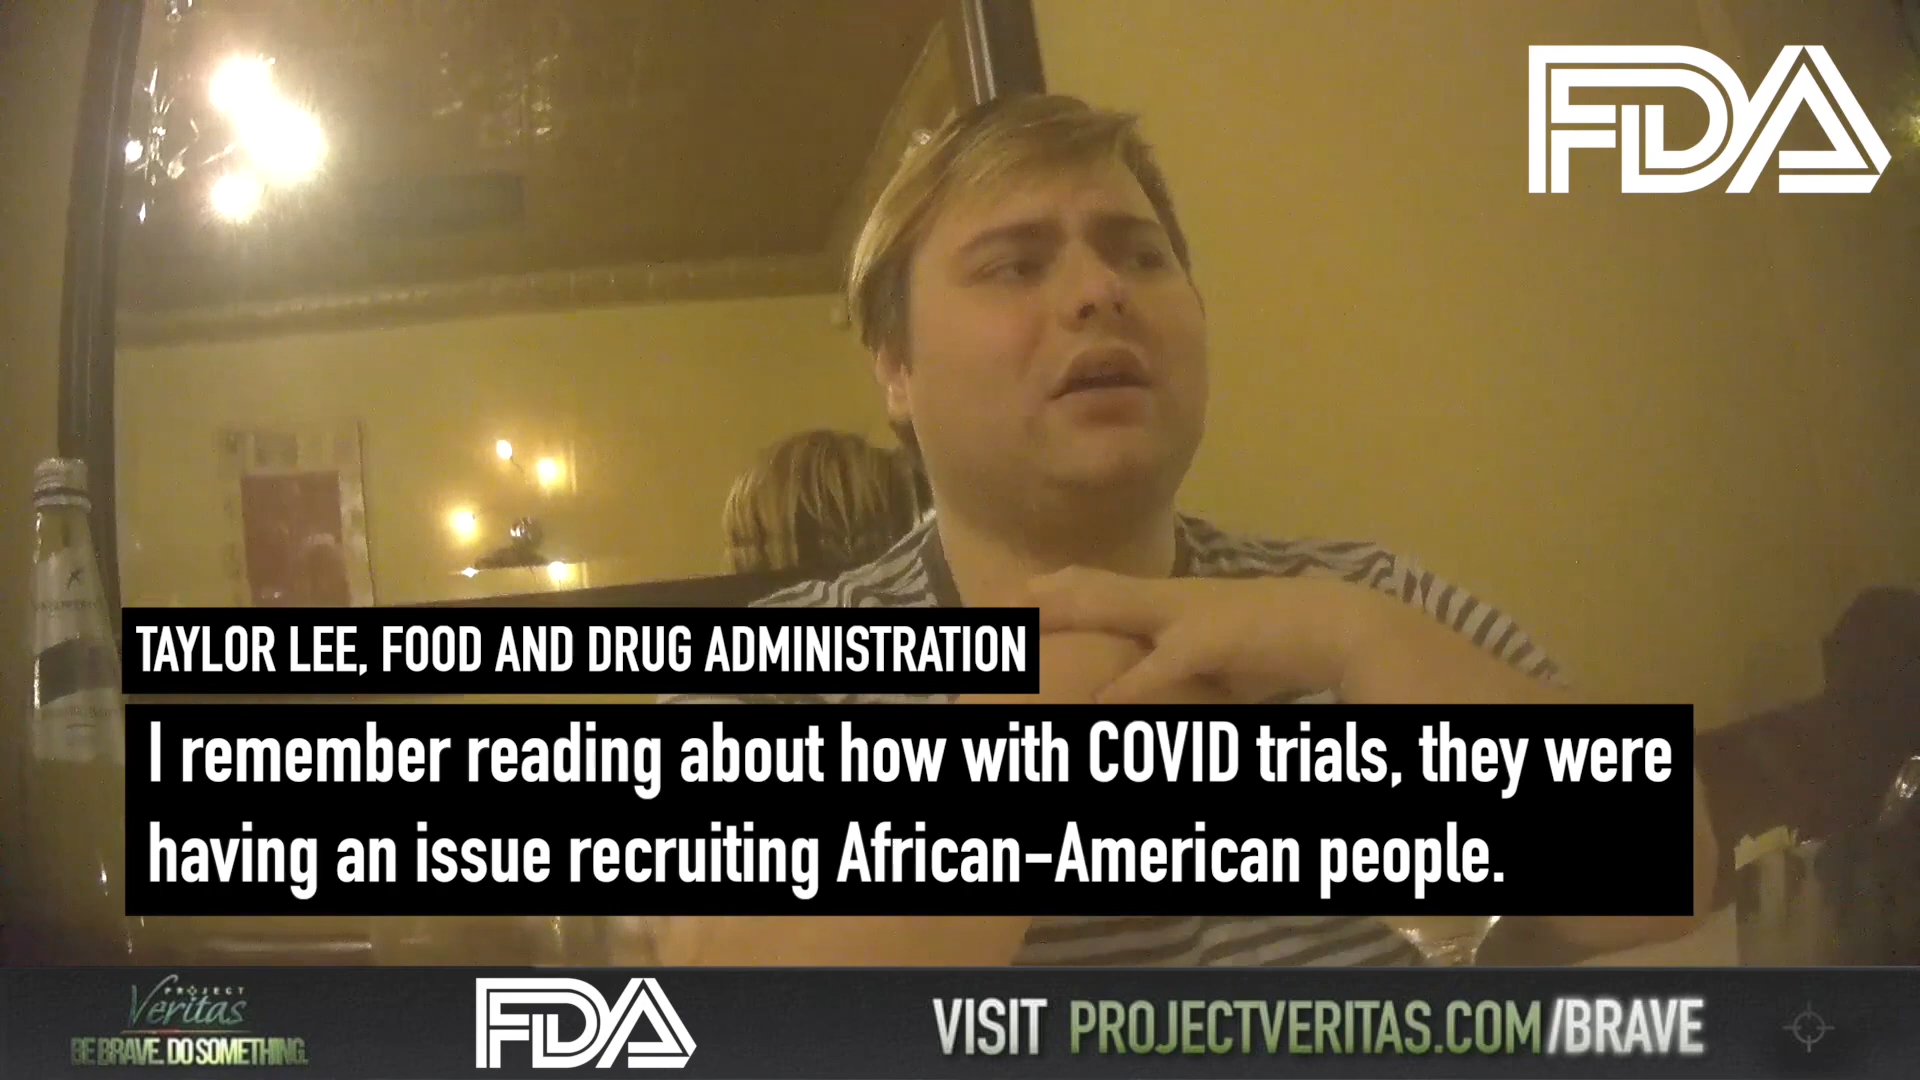 FDA
TAYLOR LEE, FOOD AND DRUG ADMINISTRATION
I remember reading about how with COVID trials, they were
having an issue recruiting African-American people.
PROJECT
Veritas
BE BRAVE. DO SOMETHING.
FDA
VISIT PROJECTVERITAS.COM/BRAVE